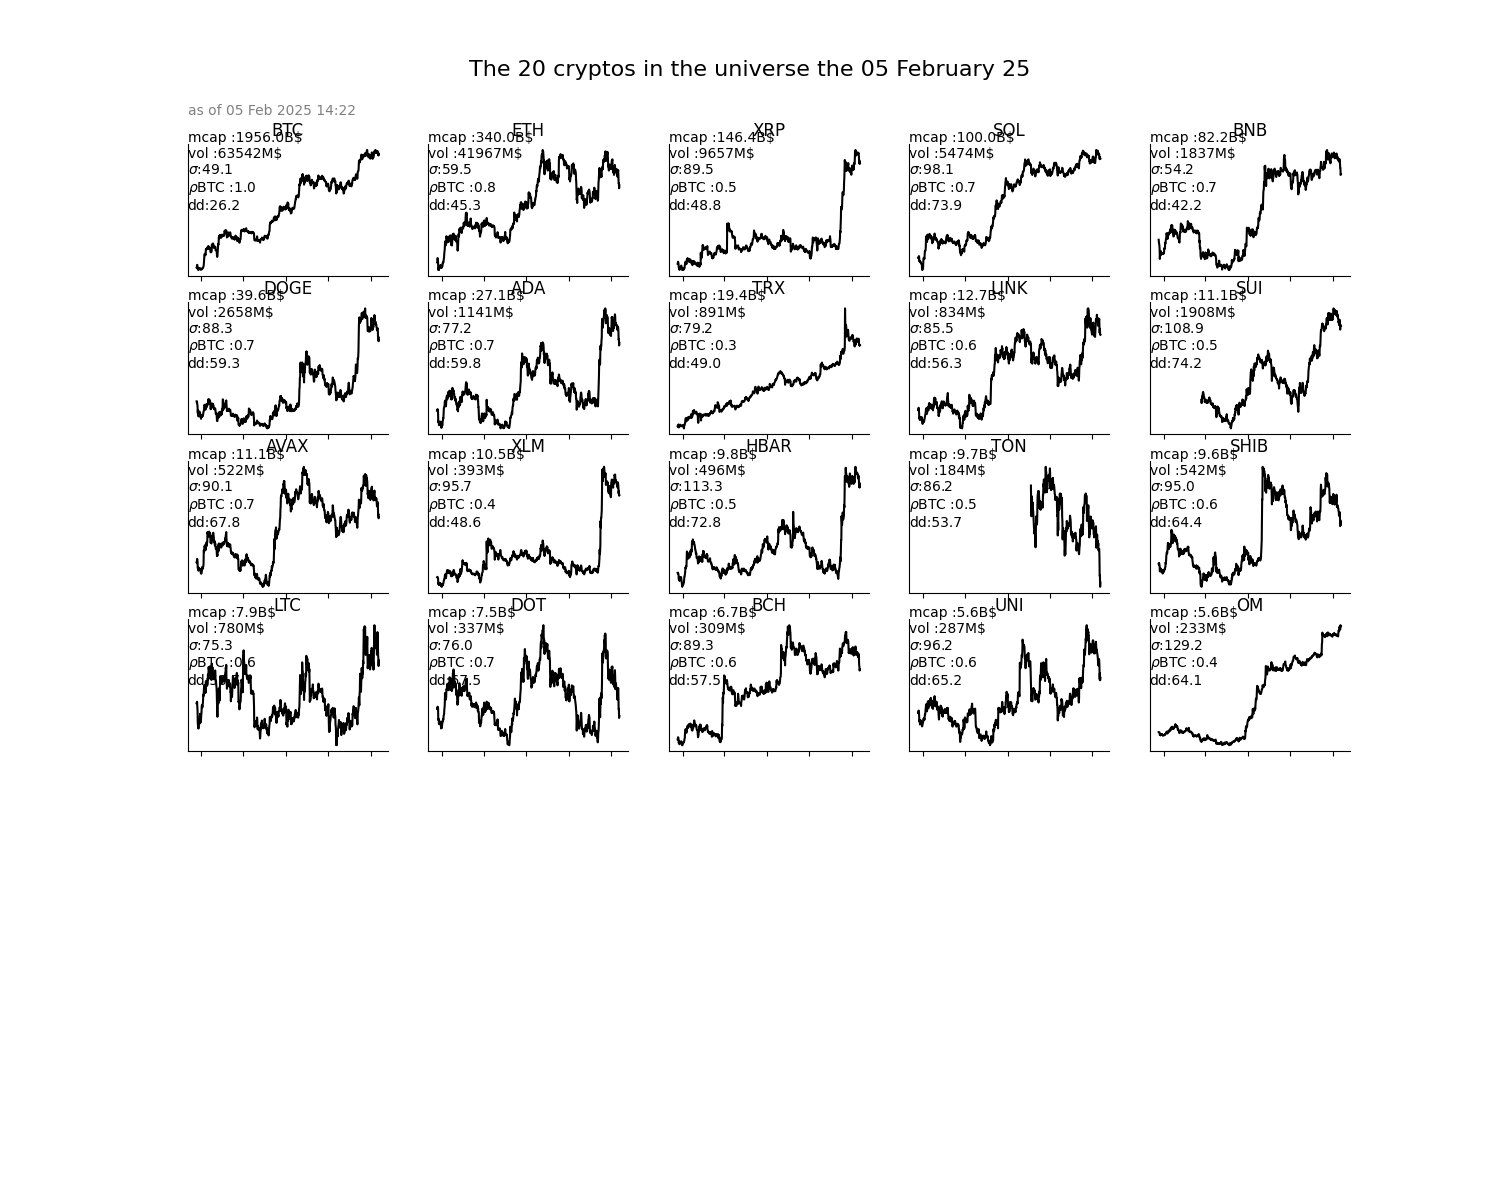 The 20 cryptos in the universe the 05 February 25
as of 05 Feb 2025 14:22
BTC
mcap :1956.0B$
vol :63542M$
σ:49.1
ρBTC :1.0
dd:26.2
ETH
mcap :340.0B$
vol :41967M$
σ:59.5
ρBTC :0.8
dd:45.3
XRP
mcap :146.4B$
vol :9657M$
σ:89.5
ρBTC :0.5
dd:48.8
SOL
mcap :100.0B$
vol :5474M$
σ:98.1
ρBTC :0.7
dd:73.9
BNB
mcap :82.2B$
vol :1837M$
σ:54.2
ρBTC :0.7
dd:42.2
DOGE
mcap :39.6B$
vol :2658M$
σ:88.3
ρBTC :0.7
dd:59.3
ADA
mcap :27.1B$
vol :1141M$
σ:77.2
ρBTC :0.7
dd:59.8
TRX
mcap :19.4B$
vol :891M$
σ:79.2
ρBTC :0.3
dd:49.0
LINK
mcap :12.7B$
vol :834M$
σ:85.5
ρBTC :0.6
dd:56.3
SUI
mcap :11.1B$
vol :1908M$
σ:108.9
ρBTC :0.5
dd:74.2
AVAX
mcap :11.1B$
vol :522M$
σ:90.1
ρBTC :0.7
dd:67.8
XLM
mcap :10.5B$
vol :393M$
σ:95.7
ρBTC :0.4
dd:48.6
HBAR
mcap :9.8B$
vol :496M$
σ:113.3
ρBTC :0.5
dd:72.8
TON
mcap :9.7B$
vol :184M$
σ:86.2
ρBTC :0.5
dd:53.7
SHIB
mcap :9.6B$
vol :542M$
σ:95.0
ρBTC :0.6
dd:64.4
LTC
mcap :7.9B$
vol :780M$
σ:75.3
ρBTC :0.6
DOT
mcap :7.5B$
vol :337M$
σ:76.0
ρBTC :0.7
dd:57.5
BCH
mcap :6.7B$
vol :309M$
σ:89.3
ρBTC :0.6
dd:57.5
UNI
mcap :5.6B$
vol :287M$
σ:96.2
ρBTC :0.6
dd:65.2
OM
mcap :5.6B$
vol :233M$
σ:129.2
ρBTC :0.4
dd:64.1